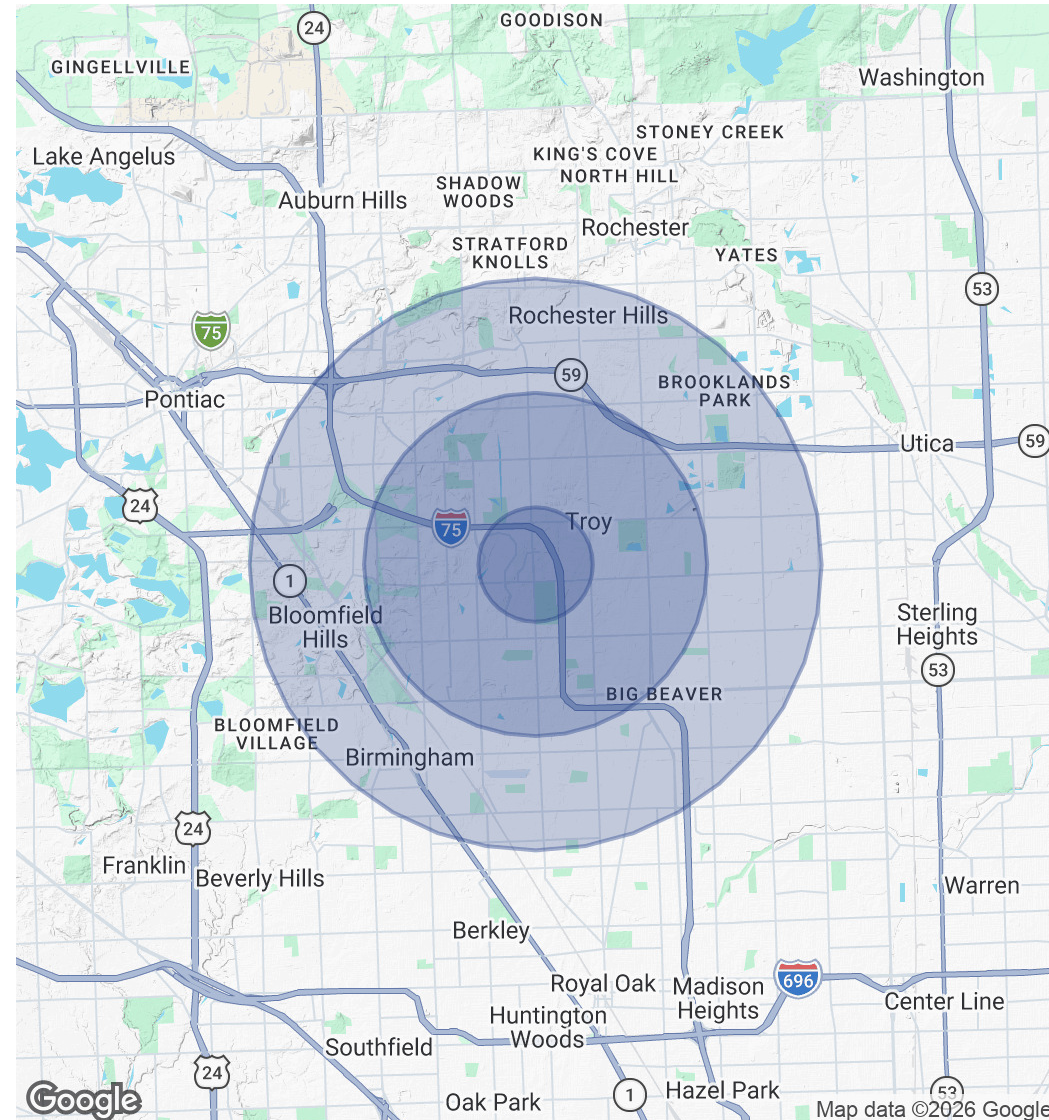 GOODISON
24
GINGELLVILLE
Washington
STONEY CREEK
Lake Angelus
KING'S COVE
NORTH HILL
SHADOW
WOODS
Auburn Hills
Rochester
STRATFORD
KNOLLS
YATES
53
Rochester Hills
75
59
BROOKLANDS
PARK
Pontiac
Utica
59
24
75
Troy
1
Bloomfield
Hills
Sterling
Heights
53
BIG BEAVER
BLOOMFIELD
VILLAGE
Birmingham
24
Franklin
Beverly Hills
Warren
Berkley
696
Royal Oak
Madison
Heights
Center Line
Huntington
Woods
Southfield
24
Hazel Park
1
53
Oak Park
Google
Map data ©2026 Google